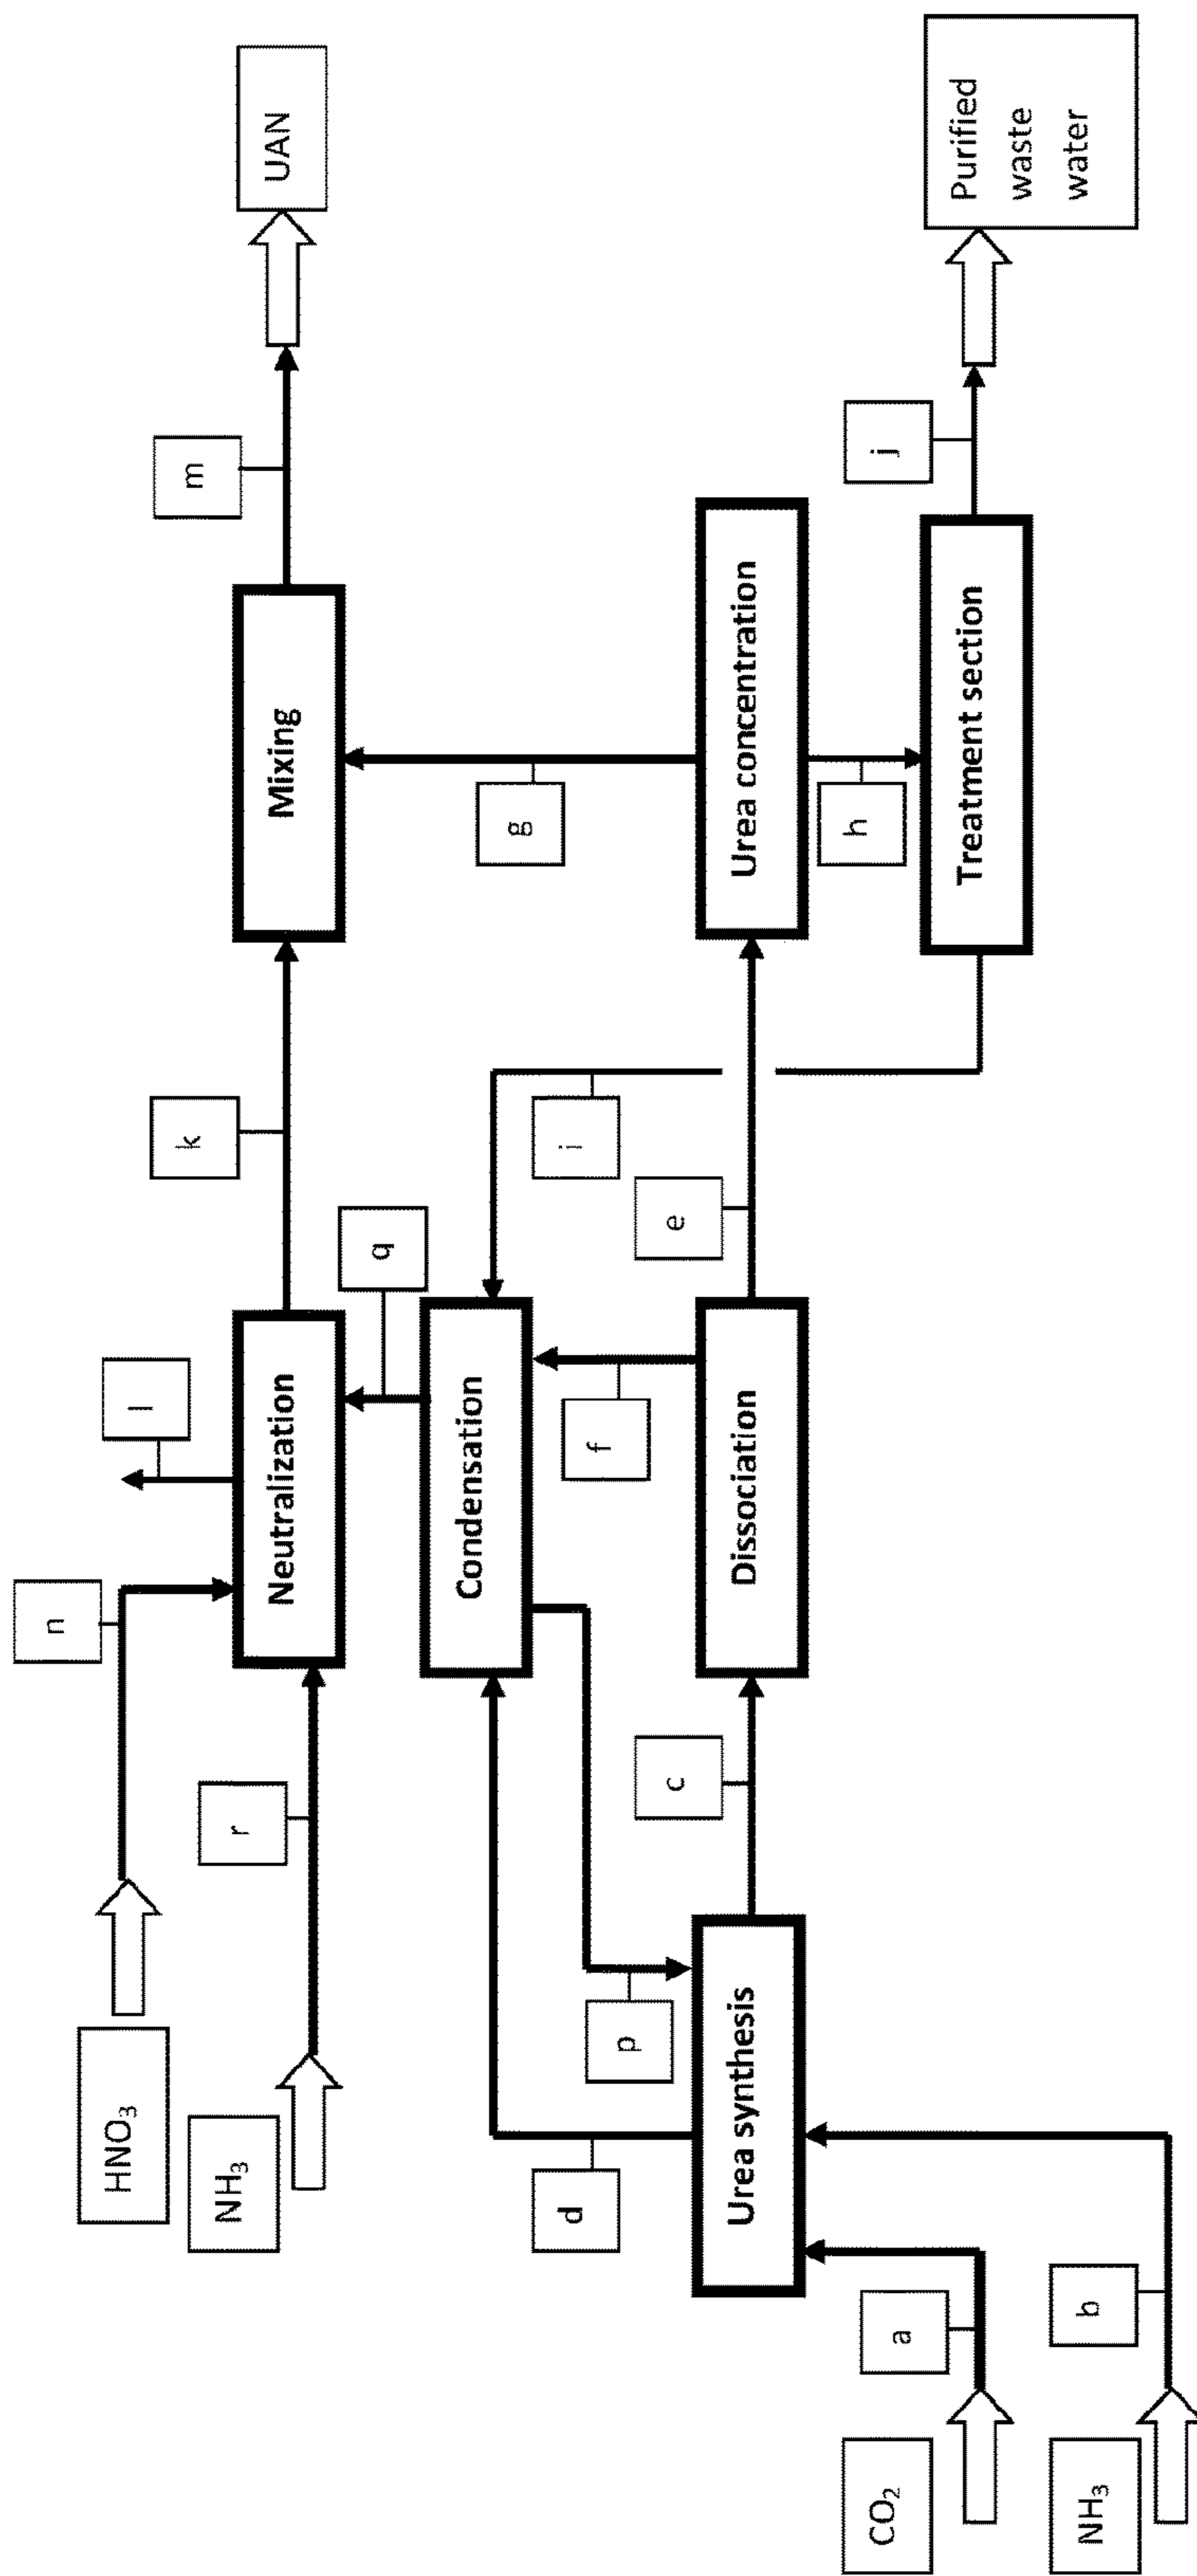 n
HNO₃
l
k
m
NH₃
r
UAN
Neutralization
Mixing
q
Condensation
g
d
f
i
p
c
e
Urea synthesis
Dissociation
Urea concentration
h
CO₂
a
j
Treatment section
Purified
waste
water
NH₃
b